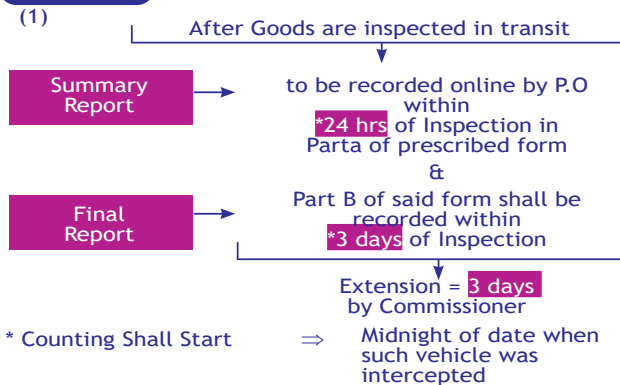 (1)
After Goods are inspected in transit
Summary
Report
to be recorded online by P.O
within
*24 hrs of Inspection in
Parta of prescribed form
&
Final
Report
Part B of said form shall be
recorded within
*3 days of Inspection
Extension = 3 days
by Commissioner
* Counting Shall Start ⇒ Midnight of date when
such vehicle was
intercepted